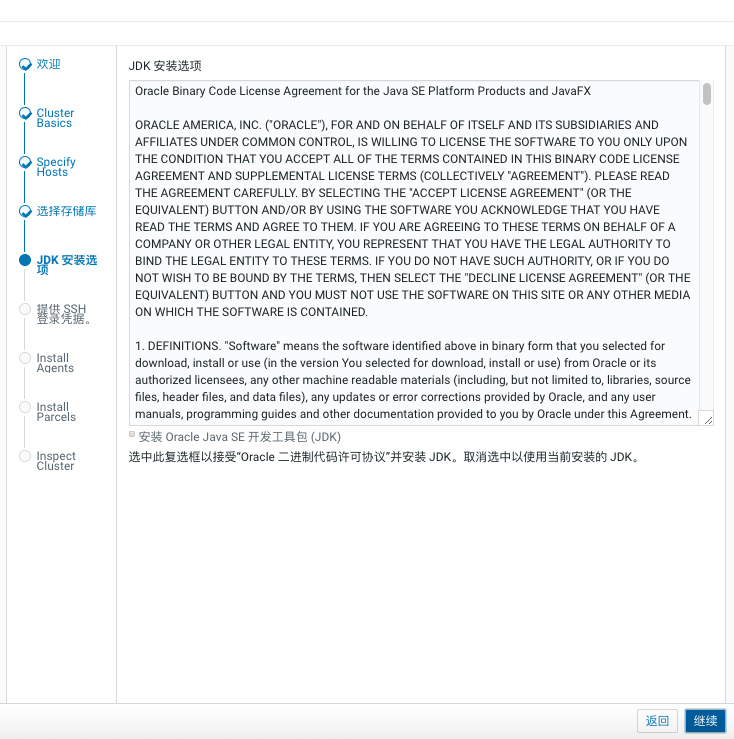 欢迎
Cluster
Basics
Specify
Hosts
选择存储库
JDK 安装选
项
提供 SSH
登录凭据。
Install
Agents
Install
Parcels
Inspect
Cluster
JDK 安装选项
Oracle Binary Code License Agreement for the Java SE Platform Products and JavaFX
ORACLE AMERICA, INC. ("ORACLE"), FOR AND ON BEHALF OF ITSELF AND ITS SUBSIDIARIES AND
AFFILIATES UNDER COMMON CONTROL, IS WILLING TO LICENSE THE SOFTWARE TO YOU ONLY UPON
THE CONDITION THAT YOU ACCEPT ALL OF THE TERMS CONTAINED IN THIS BINARY CODE LICENSE
AGREEMENT AND SUPPLEMENTAL LICENSE TERMS (COLLECTIVELY "AGREEMENT"). PLEASE READ
THE AGREEMENT CAREFULLY. BY SELECTING THE "ACCEPT LICENSE AGREEMENT" (OR THE
EQUIVALENT) BUTTON AND/OR BY USING THE SOFTWARE YOU ACKNOWLEDGE THAT YOU HAVE
READ THE TERMS AND AGREE TO THEM. IF YOU ARE AGREEING TO THESE TERMS ON BEHALF OF A
COMPANY OR OTHER LEGAL ENTITY, YOU REPRESENT THAT YOU HAVE THE LEGAL AUTHORITY TO
BIND THE LEGAL ENTITY TO THESE TERMS. IF YOU DO NOT HAVE SUCH AUTHORITY, OR IF YOU DO
NOT WISH TO BE BOUND BY THE TERMS, THEN SELECT THE "DECLINE LICENSE AGREEMENT" (OR THE
EQUIVALENT) BUTTON AND YOU MUST NOT USE THE SOFTWARE ON THIS SITE OR ANY OTHER MEDIA
ON WHICH THE SOFTWARE IS CONTAINED.
1. DEFINITIONS. "Software" means the software identified above in binary form that you selected for
download, install or use (in the version You selected for download, install or use) from Oracle or its
authorized licensees, any other machine readable materials (including, but not limited to, libraries, source
files, header files, and data files), any updates or error corrections provided by Oracle, and any user
manuals, programming guides and other documentation provided to you by Oracle under this Agreement.
安装 Oracle Java SE 开发工具包 (JDK)
选中此复选框以接受“Oracle 二进制代码许可协议”并安装 JDK。取消选中以使用当前安装的 JDK。
返回
继续